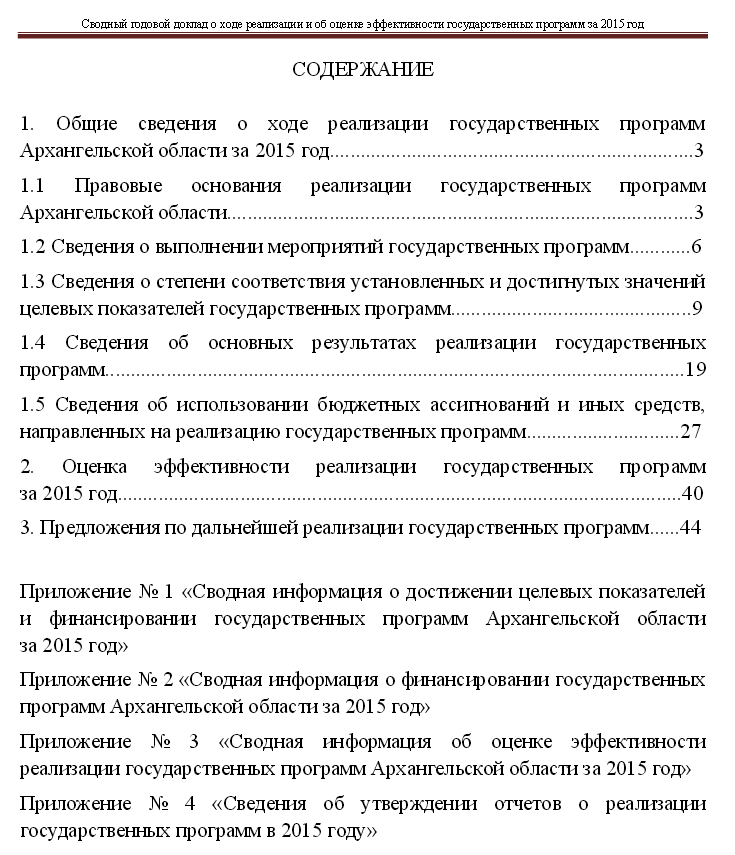 Сводный годовой доклад о ходе реализации и об оценке эффективности государственных программ за 2015 год
СОДЕРЖАНИЕ
1. Общие сведения о ходе реализации государственных программ
Архангельской области за 2015 год......................................................................3
1.1 Правовые основания реализации государственных программ
Архангельской области.........................................................................................3
1.2 Сведения о выполнении мероприятий государственных программ............6
1.3 Сведения о степени соответствия установленных и достигнутых значений
целевых показателей государственных программ..............................................9
1.4 Сведения об основных результатах реализации государственных
программ...............................................................................................................19
1.5 Сведения об использовании бюджетных ассигнований и иных средств,
направленных на реализацию государственных программ..............................27
2. Оценка эффективности реализации государственных программ
за 2015 год............................................................................................................40
3. Предложения по дальнейшей реализации государственных программ......44
Приложение № 1 «Сводная информация о достижении целевых показателей
и финансировании государственных программ Архангельской области
за 2015 год»
Приложение № 2 «Сводная информация о финансировании государственных
программ Архангельской области за 2015 год»
Приложение № 3 «Сводная информация об оценке эффективности
реализации государственных программ Архангельской области за 2015 год»
Приложение № 4 «Сведения об утверждении отчетов о реализации
государственных программ в 2015 году»